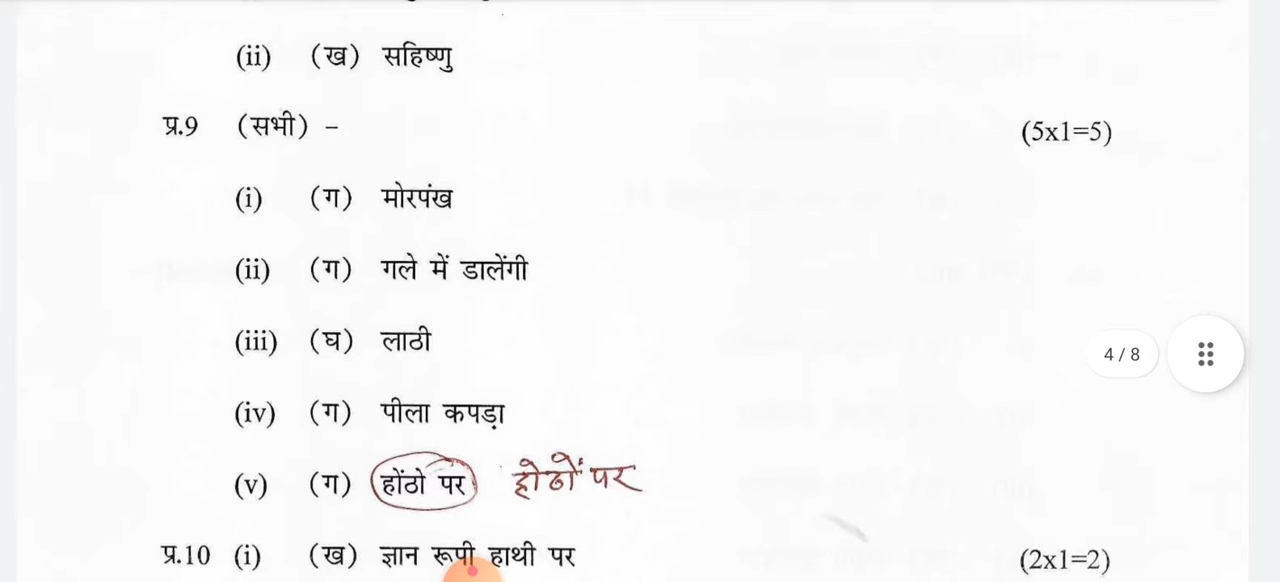 (ii) (ख) सहिष्णु
प्र.9 (सभी) – (5x1=5)
(i) (ग) मोरपंख
(ii) (ग) गले में डालेंगी
(iii) (घ) लाठी
4 / 8
(iv) (ग) पीला कपड़ा
(v) (ग) होंठो पर होठों पर
प्र.10 (i) (ख) ज्ञान रूपी हाथी पर (2x1=2)